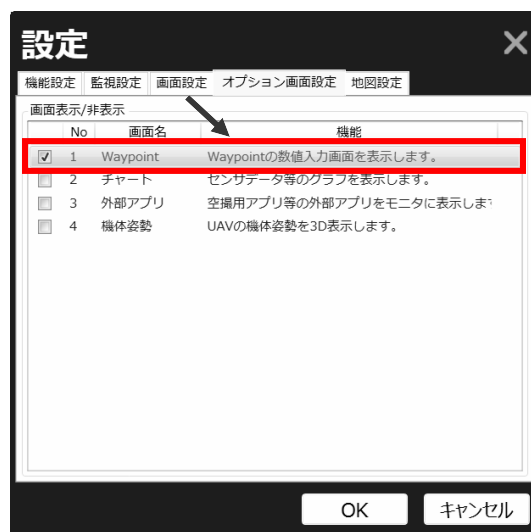 設定
機能設定 監視設定 画面設定 オプション画面設定 地図設定
画面表示/非表示
No 画面名 機能
1 Waypoint Waypointの数値入力画面を表示します。
2 チャート センサデータ等のグラフを表示します。
3 外部アプリ 空撮用アプリ等の外部アプリをモニタに表示しま
4 機体姿勢 UAVの機体姿勢を3D表示します。
OK キャンセル